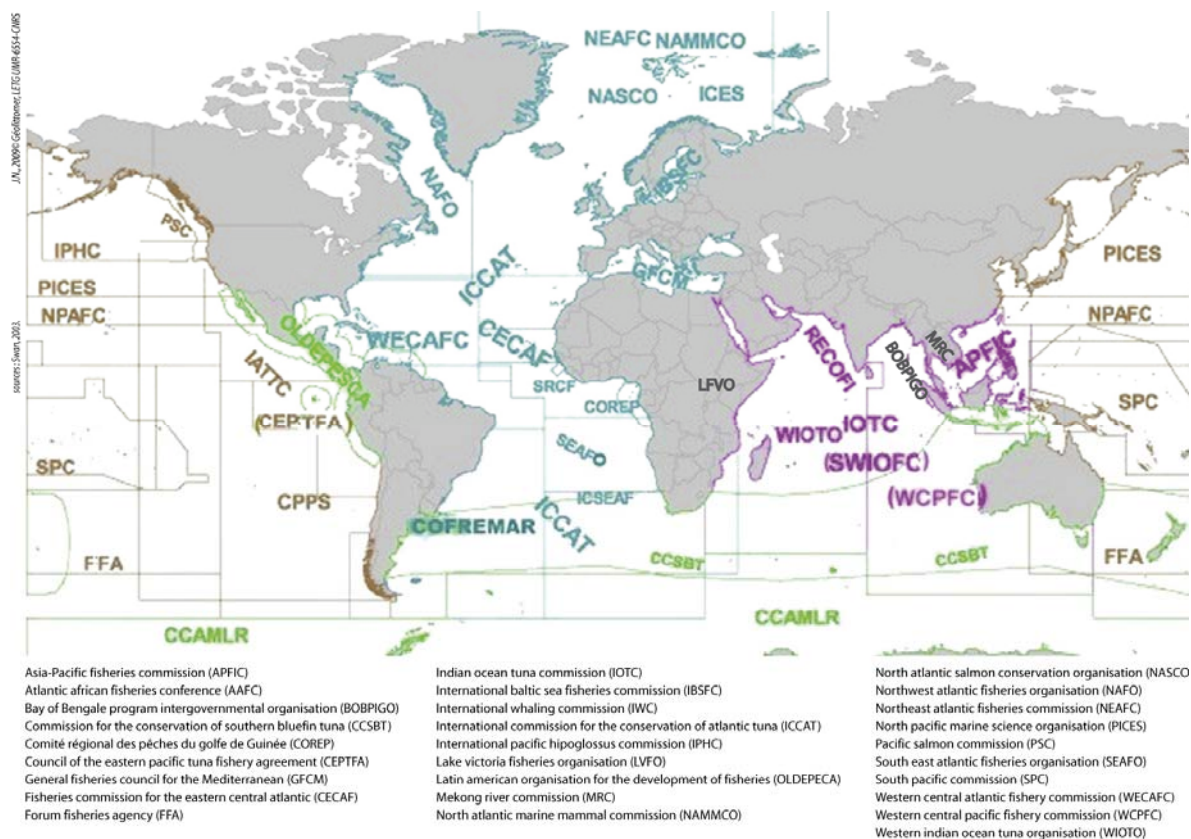 J.N., 2009© Géolittomer, LETG UMR-6554-CNRS
sources : Swan, 2003.
NEAFC NAMMCO
NASCO ICES
IBSFC
NAFO
PSC
IPHC
PICES
PICES
GFCM
ICCAT
NPAFC
NPAFC
OLDEPESCA
WECAFC
CECAF
RECOFI
BOBPIGO
MRC
APFIC
IATTC
SRCF
LFVO
COREP
(CEPTFA)
SPC
WIOTO IOTC
SEAFO
SPC
(SWIOFC)
CPPS
ICSEAF
(WCPFC)
COFREMAR
ICCAT
FFA
CCSBT
CCSBT
FFA
CCAMLR
CCAMLR
Asia-Pacific fisheries commission (APFIC)
Atlantic african fisheries conference (AAFC)
Bay of Bengale program intergovernmental organisation (BOBPIGO)
Commission for the conservation of southern bluefin tuna (CCSBT)
Comité régional des pêches du golfe de Guinée (COREP)
Council of the eastern pacific tuna fishery agreement (CEPTFA)
General fisheries council for the Mediterranean (GFCM)
Fisheries commission for the eastern central atlantic (CECAF)
Forum fisheries agency (FFA)
Indian ocean tuna commission (IOTC)
International baltic sea fisheries commission (IBSFC)
International whaling commission (IWC)
International commission for the conservation of atlantic tuna (ICCAT)
International pacific hipoglossus commission (IPHC)
Lake victoria fisheries organisation (LVFO)
Latin american organisation for the development of fisheries (OLDEPECA)
Mekong river commission (MRC)
North atlantic marine mammal commission (NAMMCO)
North atlantic salmon conservation organisation (NASCO)
Northwest atlantic fisheries organisation (NAFO)
Northeast atlantic fisheries commission (NEAFC)
North pacific marine science organisation (PICES)
Pacific salmon commission (PSC)
South east atlantic fisheries organisation (SEAFO)
South pacific commission (SPC)
Western central atlantic fishery commission (WECAFC)
Western central pacific fishery commission (WCPFC)
Western indian ocean tuna organisation (WIOTO)